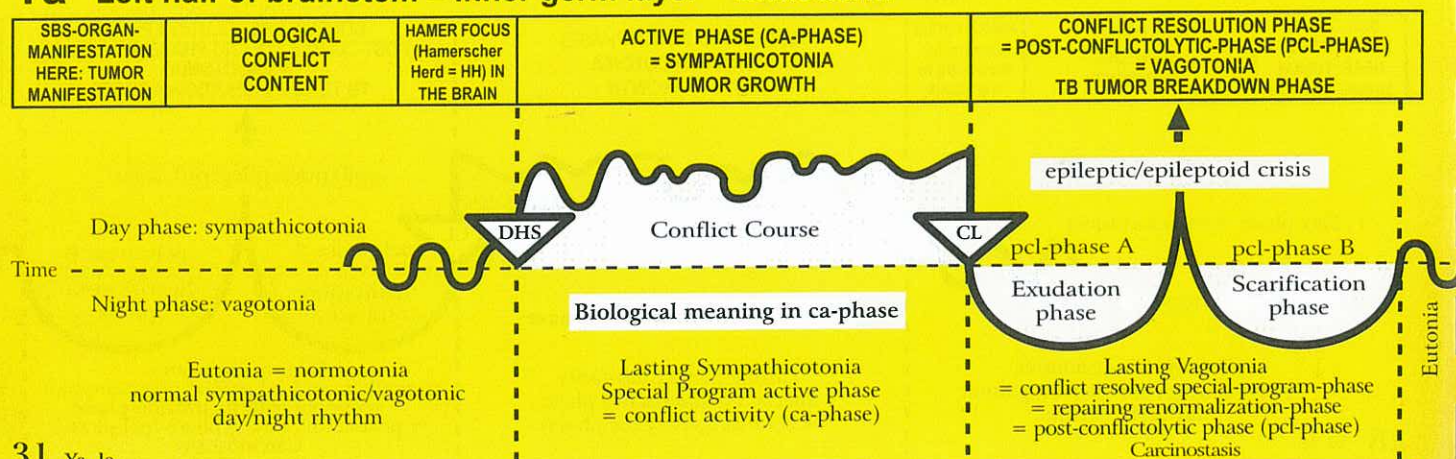 Left half of brainstem
SBS-ORGAN-
MANIFESTATION
HERE: TUMOR
MANIFESTATION
BIOLOGICAL
CONFLICT
CONTENT
HAMER FOCUS
(Hamerscher
Herd = HH) IN
THE BRAIN
ACTIVE PHASE (CA-PHASE)
= SYMPATHICOTONIA
TUMOR GROWTH
CONFLICT RESOLUTION PHASE
= POST-CONFLICTOLYTIC-PHASE (PCL-PHASE)
= VAGOTONIA
TB TUMOR BREAKDOWN PHASE
epileptic/epileptoid crisis
Day phase: sympathicotonia
DHS
Conflict Course
CL
pcl-phase A
pcl-phase B
Time
Night phase: vagotonia
Biological meaning in ca-phase
Exudation
phase
Scarification
phase
Eutonia
Eutonia = normotonia
normal sympathicotonic/vagotonic
day/night rhythm
Lasting Sympathicotonia
Special Program active phase
= conflict activity (ca-phase)
Lasting Vagotonia
= conflict resolved special-program-phase
= repairing renormalization-phase
= post-conflictolytic phase (pcl-phase)
Carcinostasis
31